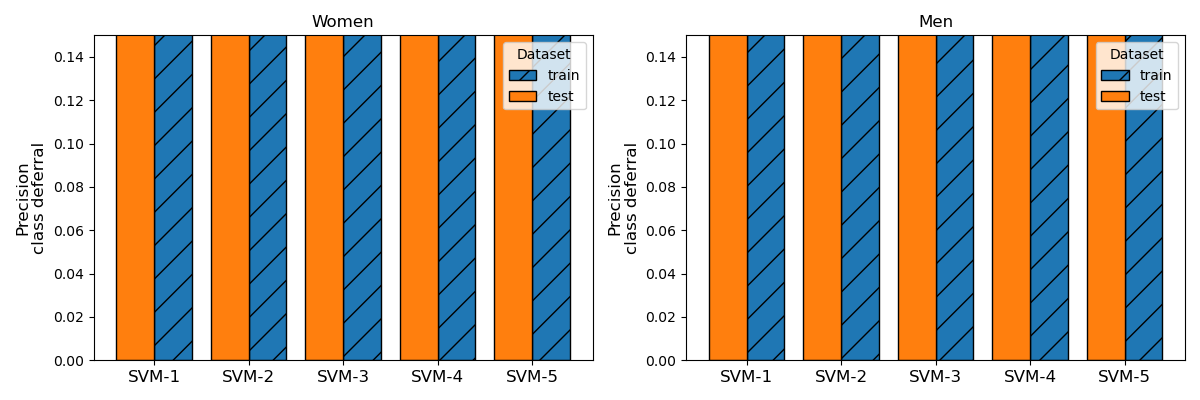 Women
Precision
class deferral
0.14
0.12
0.10
0.08
0.06
0.04
0.02
0.00
Dataset
train
test
SVM-1 SVM-2 SVM-3 SVM-4 SVM-5
Men
Precision
class deferral
0.14
0.12
0.10
0.08
0.06
0.04
0.02
0.00
Dataset
train
test
SVM-1 SVM-2 SVM-3 SVM-4 SVM-5